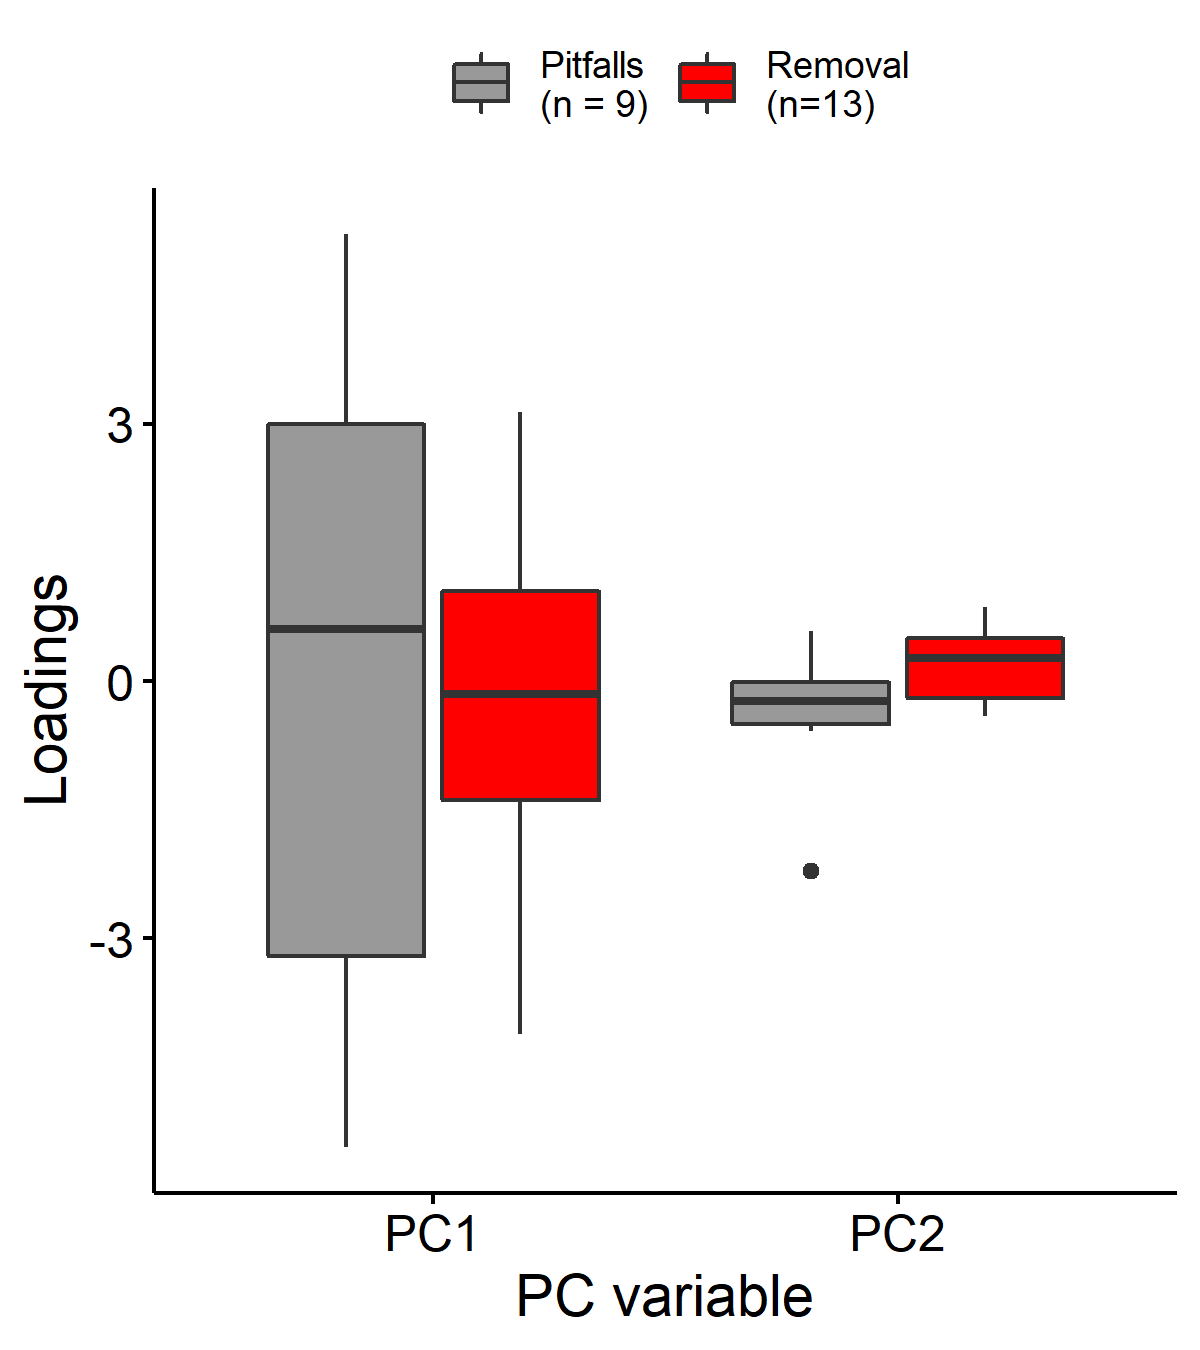 Pitfalls
(n = 9)
Removal
(n=13)
Loadings
3
0
-3
PC1
PC2
PC variable